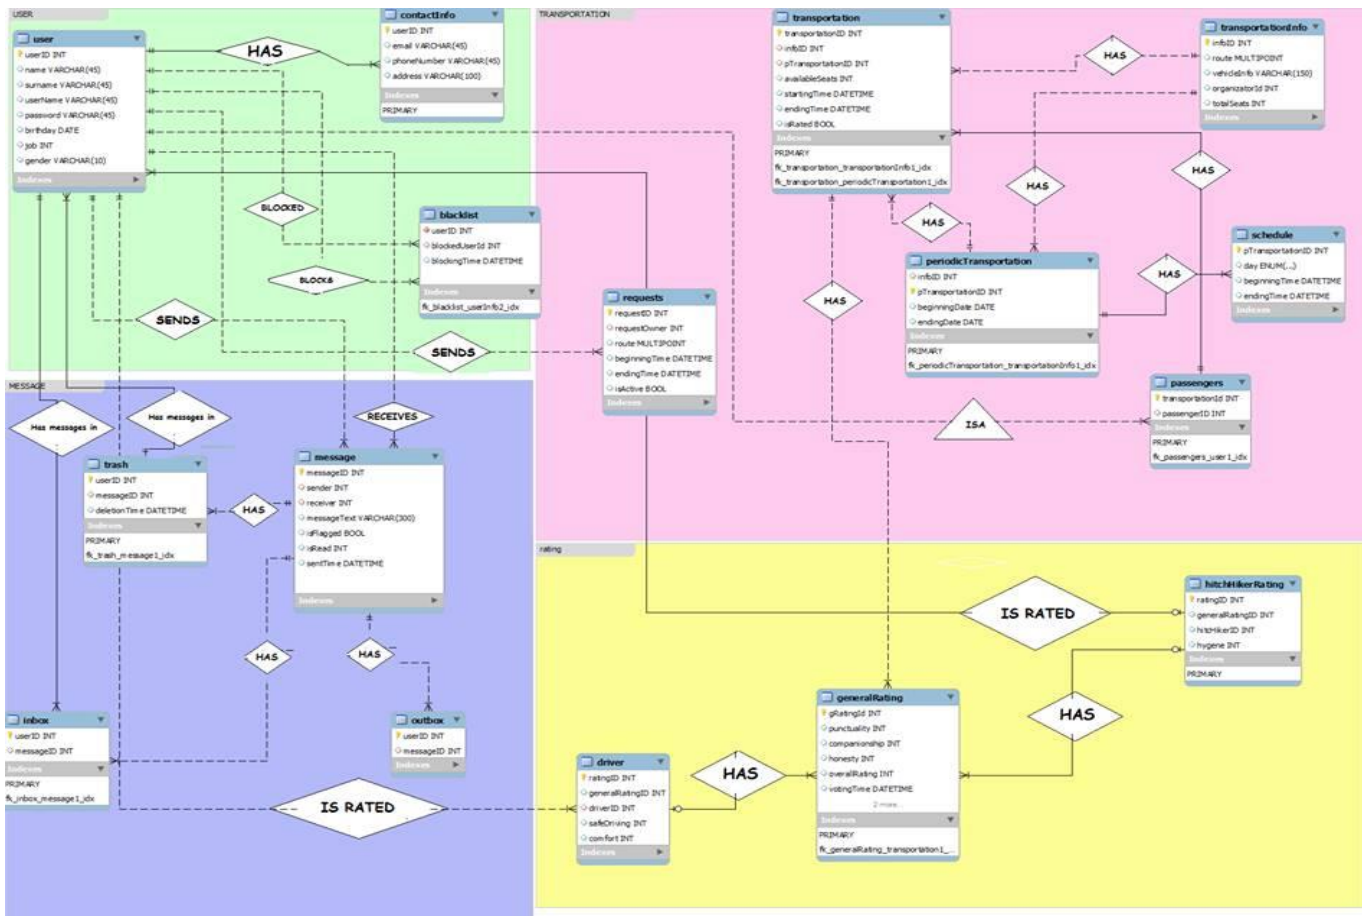 USER
user
userID INT
name VARCHAR(45)
surname VARCHAR(45)
userName VARCHAR(45)
password VARCHAR(45)
birthday DATE
job INT
gender VARCHAR(10)
Indexes
HAS
contactInfo
userID INT
email VARCHAR(45)
phoneNumber VARCHAR(45)
address VARCHAR(100)
Indexes
PRIMARY
BLOCKED
BLOCKS
blacklist
userID INT
blockedUserId INT
blockingTime DATETIME
Indexes
fk_blacklist_userInfo2_idx
SENDS
SENDS
requests
requestID INT
requestOwner INT
route MULTIPOINT
beginningTime DATETIME
endingTime DATETIME
isActive BOOL
Indexes
TRANSPORTATION
transportation
transportationID INT
infoID INT
pTransportationID INT
availableSeats INT
startingTime DATETIME
endingTime DATETIME
isRated BOOL
Indexes
PRIMARY
fk_transportation_transportationInfo1_idx
fk_transportation_periodicTransportation1_idx
HAS
transportationInfo
infoID INT
route MULTIPOINT
vehicleInfo VARCHAR(150)
organizatorId INT
totalSeats INT
Indexes
HAS
HAS
HAS
HAS
HAS
periodicTransportation
infoID INT
pTransportationID INT
beginningDate DATE
endingDate DATE
Indexes
PRIMARY
fk_periodicTransportation_transportationInfo1_idx
schedule
pTransportationID INT
day ENUM(...)
beginningTime DATETIME
endingTime DATETIME
Indexes
passengers
transportationId INT
passengerID INT
Indexes
PRIMARY
fk_passengers_user1_idx
ISA
MESSAGE
Has messages in
Has messages in
RECEIVES
trash
userID INT
messageID INT
deletionTime DATETIME
Indexes
PRIMARY
fk_trash_message1_idx
HAS
message
messageID INT
sender INT
receiver INT
messageText VARCHAR(300)
isFlagged BOOL
isRead INT
sentTime DATETIME
Indexes
HAS
HAS
inbox
userID INT
messageID INT
Indexes
PRIMARY
fk_inbox_message1_idx
outbox
userID INT
messageID INT
Indexes
IS RATED
rating
IS RATED
hitchHikerRating
ratingID INT
generalRatingID INT
hitchHikerID INT
hygene INT
Indexes
PRIMARY
HAS
generalRating
gRatingId INT
punctuality INT
companionship INT
honesty INT
overalRating INT
votingTime DATETIME
2 more...
Indexes
PRIMARY
fk_generalRating_transportation1_...
HAS
driver
ratingID INT
generalRatingID INT
driverID INT
safeDriving INT
comfort INT
Indexes